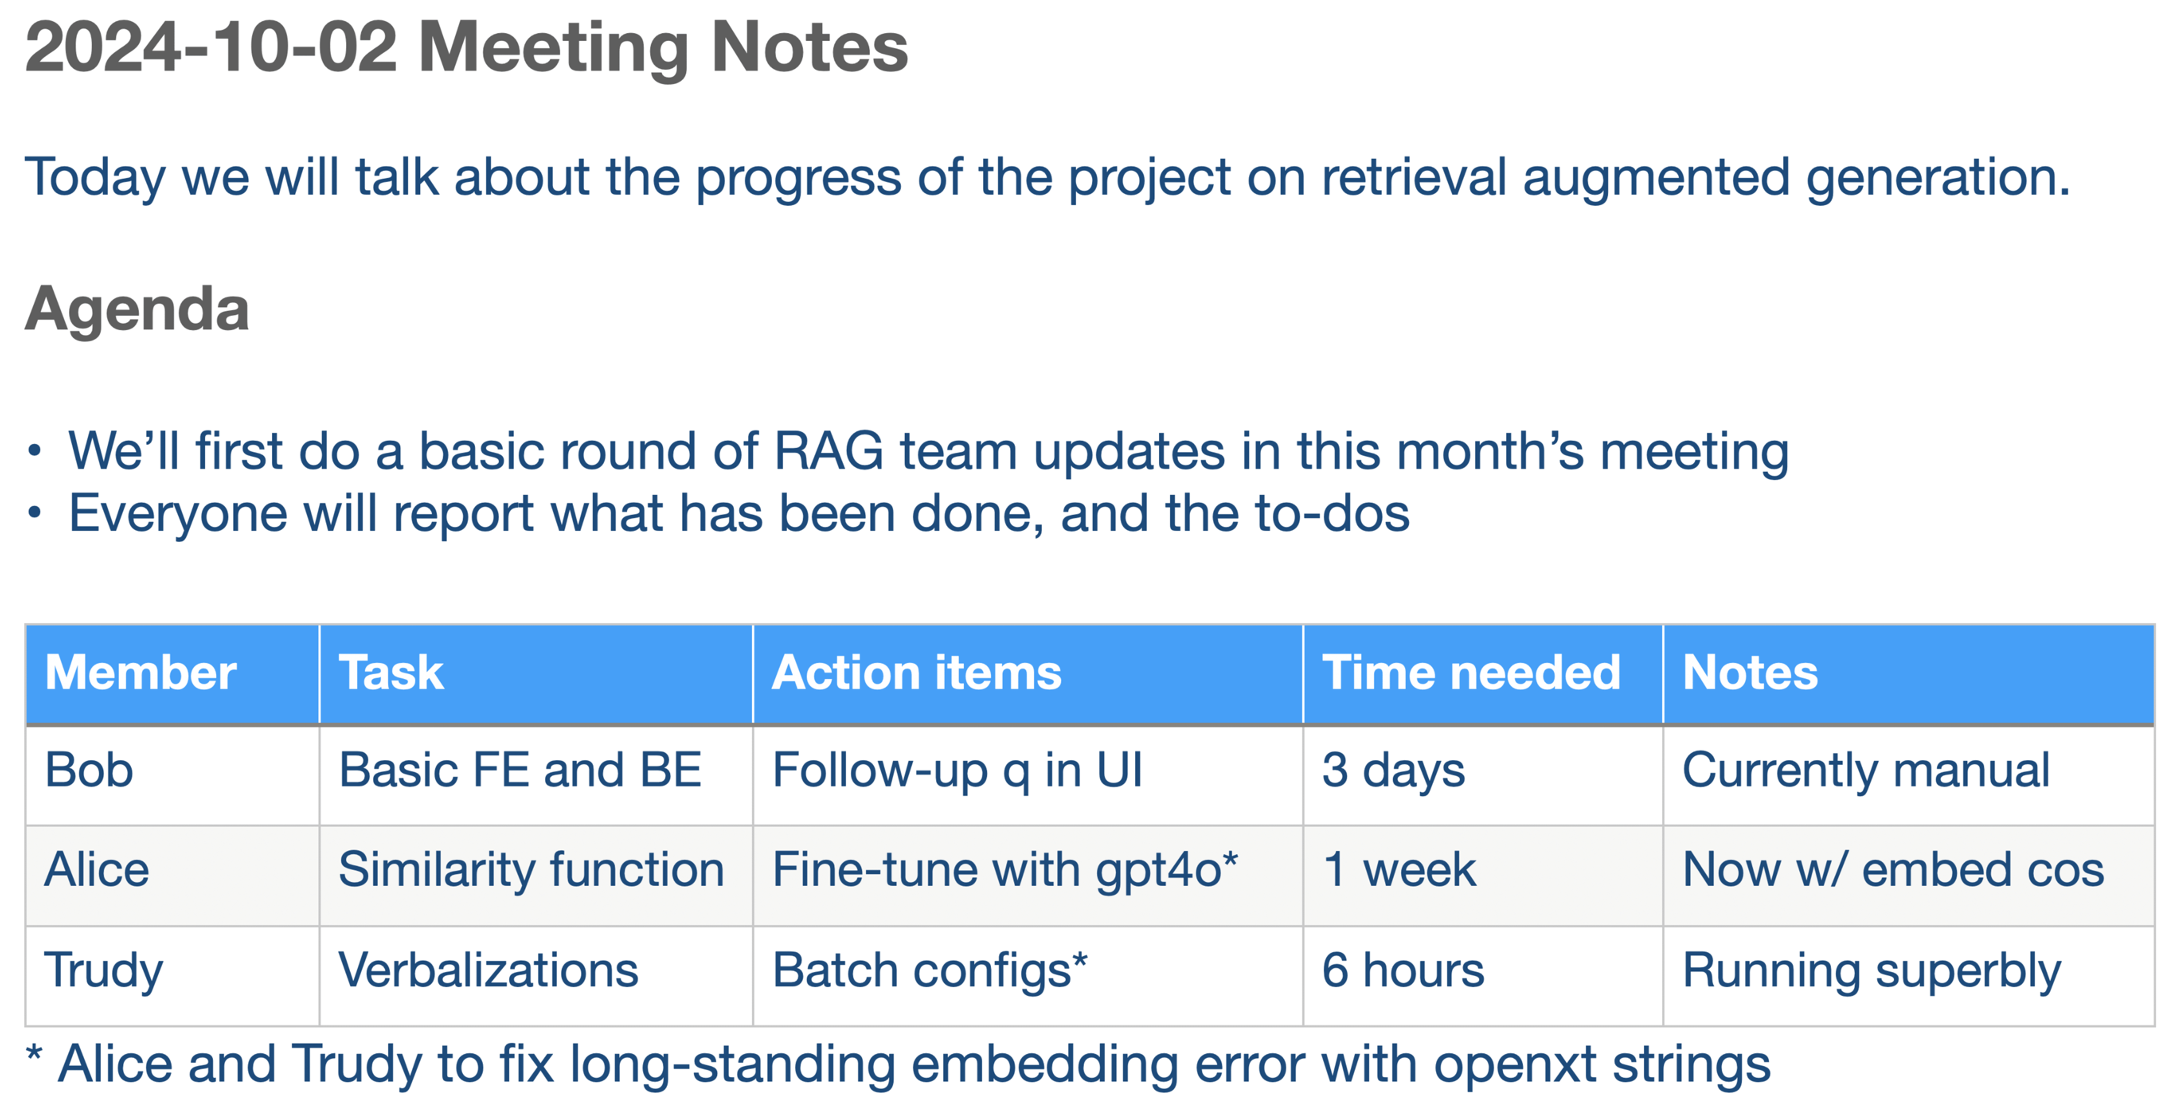 2024-10-02 Meeting Notes
Today we will talk about the progress of the project on retrieval augmented generation.
Agenda
• We’ll first do a basic round of RAG team updates in this month’s meeting
• Everyone will report what has been done, and the to-dos
Member Task Action items Time needed Notes
Bob Basic FE and BE Follow-up q in UI 3 days Currently manual
Alice Similarity function Fine-tune with gpt4o* 1 week Now w/ embed cos
Trudy Verbalizations Batch configs* 6 hours Running superbly
* Alice and Trudy to fix long-standing embedding error with openxt strings